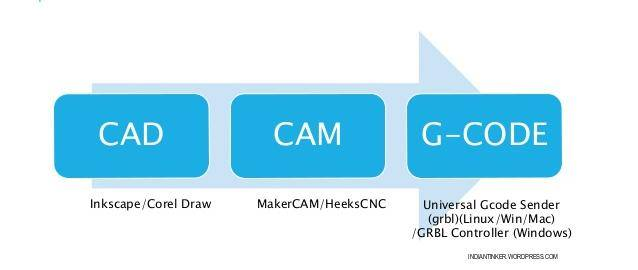 CAD
CAM
G-CODE
Inkscape/Corel Draw
MakerCAM/HeeksCNC
Universal Gcode Sender
(grbl)(Linux/Win/Mac)
/GRBL Controller (Windows)
INDIANTINKER.WORDPRESS.COM